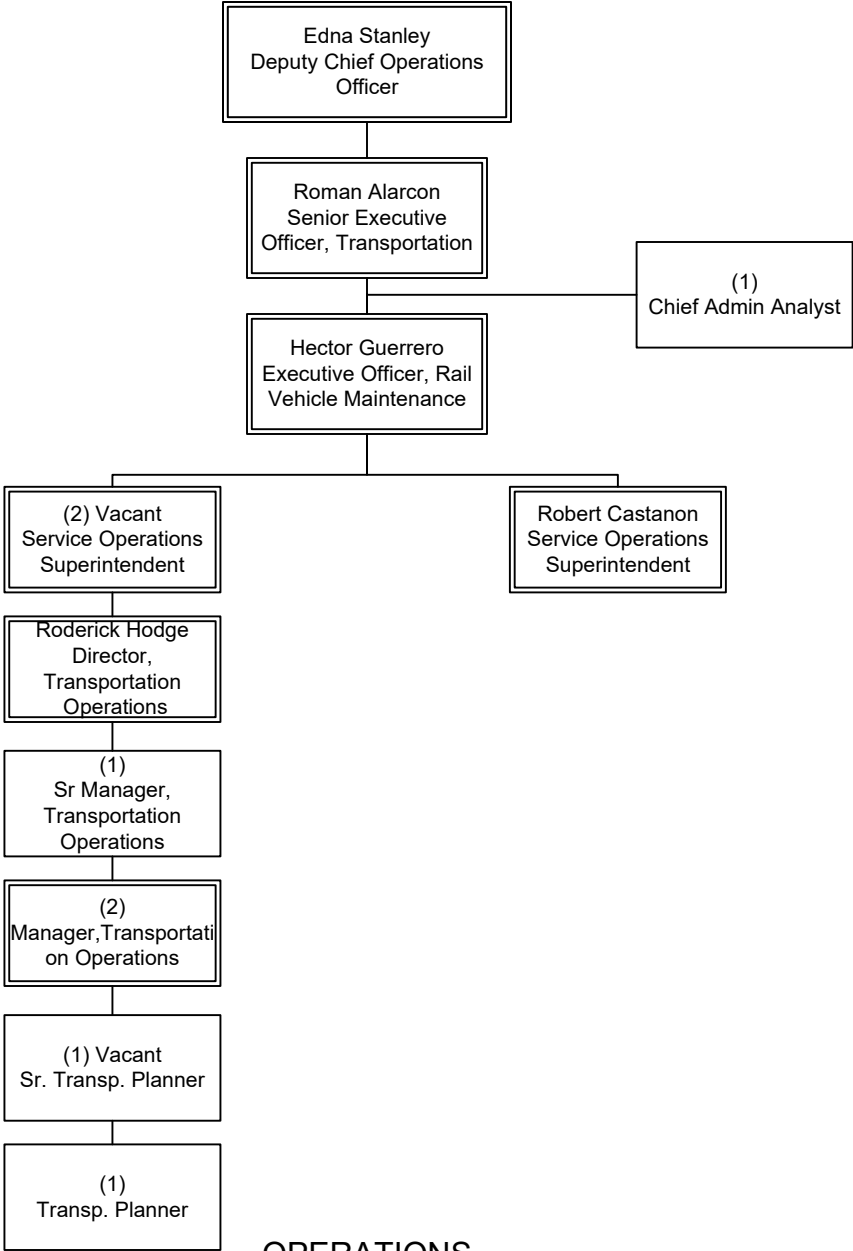 Edna Stanley
Deputy Chief Operations
Officer
Roman Alarcon
Senior Executive
Officer, Transportation
(1)
Chief Admin Analyst
Hector Guerrero
Executive Officer, Rail
Vehicle Maintenance
(2) Vacant
Service Operations
Superintendent
Robert Castanon
Service Operations
Superintendent
Roderick Hodge
Director,
Transportation
Operations
(1)
Sr Manager,
Transportation
Operations
(2)
Manager,Transportati
on Operations
(1) Vacant
Sr. Transp. Planner
(1)
Transp. Planner
OPERATIONS